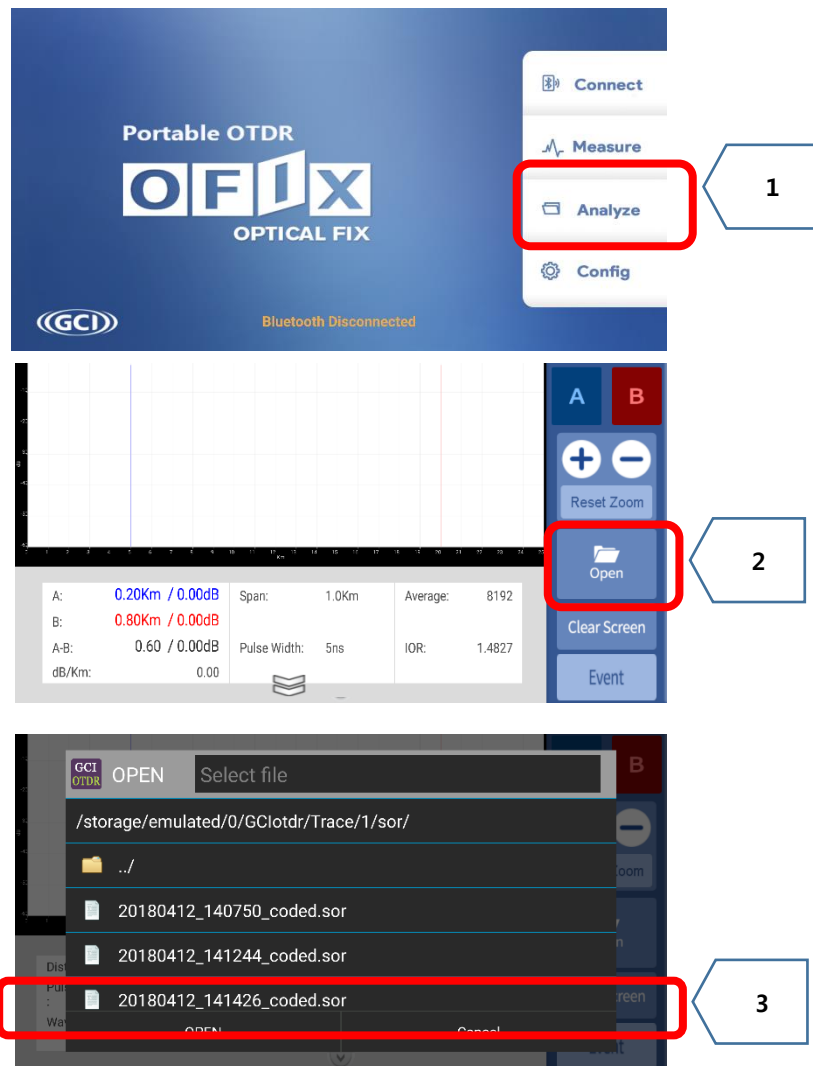 Connect
Portable OTDR
Measure
OFIX
1
Analyze
OPTICAL FIX
Config
((GCI))
Bluetooth Disconnected
A B
Reset Zoom
Km
Open
2
A: 0.20Km / 0.00dB Span: 1.0Km Average: 8192
B: 0.80Km / 0.00dB
Clear Screen
A-B: 0.60 / 0.00dB Pulse Width: 5ns IOR: 1.4827
dB/Km: 0.00
Event
GCI OTDR OPEN Select file
B
/storage/emulated/0/GCIotdr/Trace/1/sor/
../
20180412_140750_coded.sor
20180412_141244_coded.sor
20180412_141426_coded.sor
3
OPEN Cancel